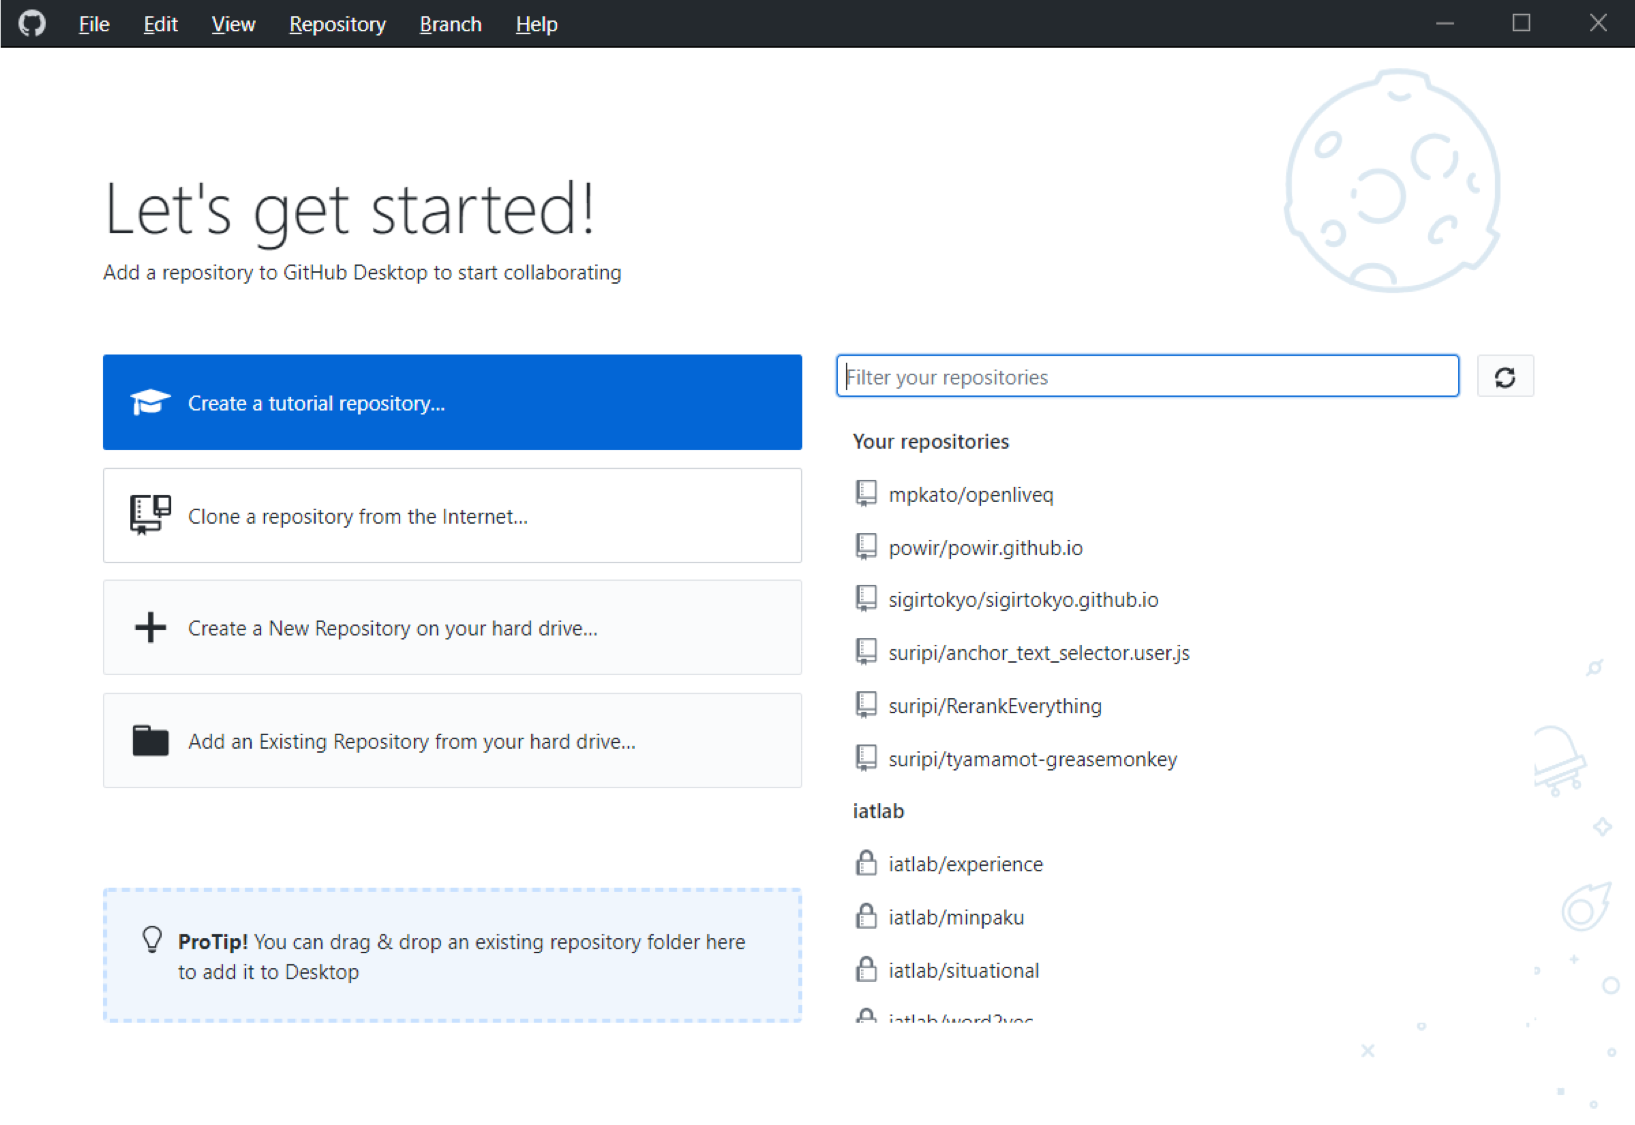 File Edit View Repository Branch Help
Let's get started!
Add a repository to GitHub Desktop to start collaborating
Create a tutorial repository...
Clone a repository from the Internet...
Create a New Repository on your hard drive...
Add an Existing Repository from your hard drive...
ProTip! You can drag & drop an existing repository folder here
to add it to Desktop
Filter your repositories
Your repositories
mpkato/openliveq
powir/powir.github.io
sigirtokyo/sigirtokyo.github.io
suripi/anchor_text_selector.user.js
suripi/RerankEverything
suripi/tyamamot-greasemonkey
iatlab
iatlab/experience
iatlab/minpaku
iatlab/situational
iatlab/word2vec